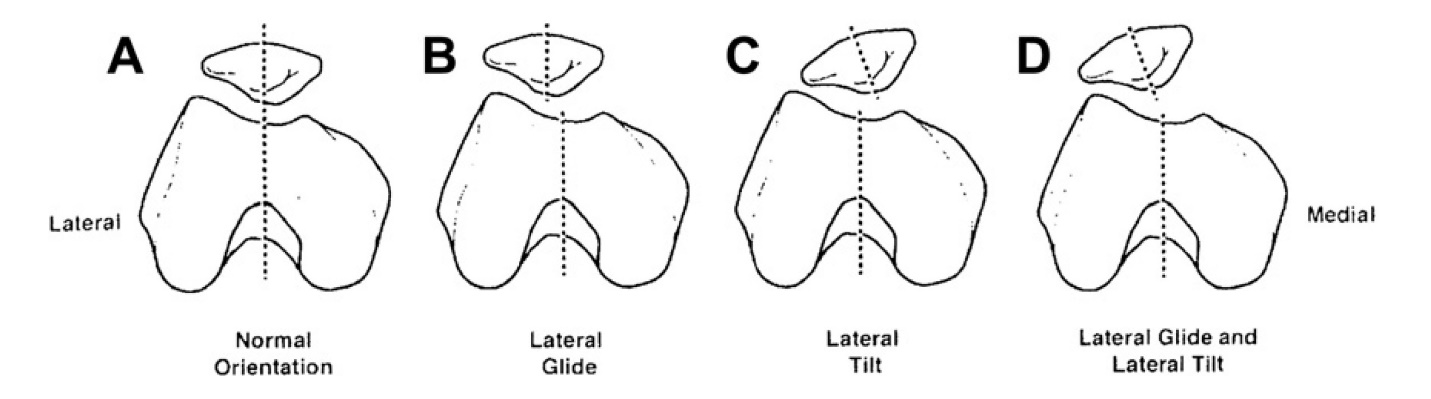 A
B
C
D
Lateral
Medial
Normal
Orientation
Lateral
Glide
Lateral
Tilt
Lateral Glide and
Lateral Tilt